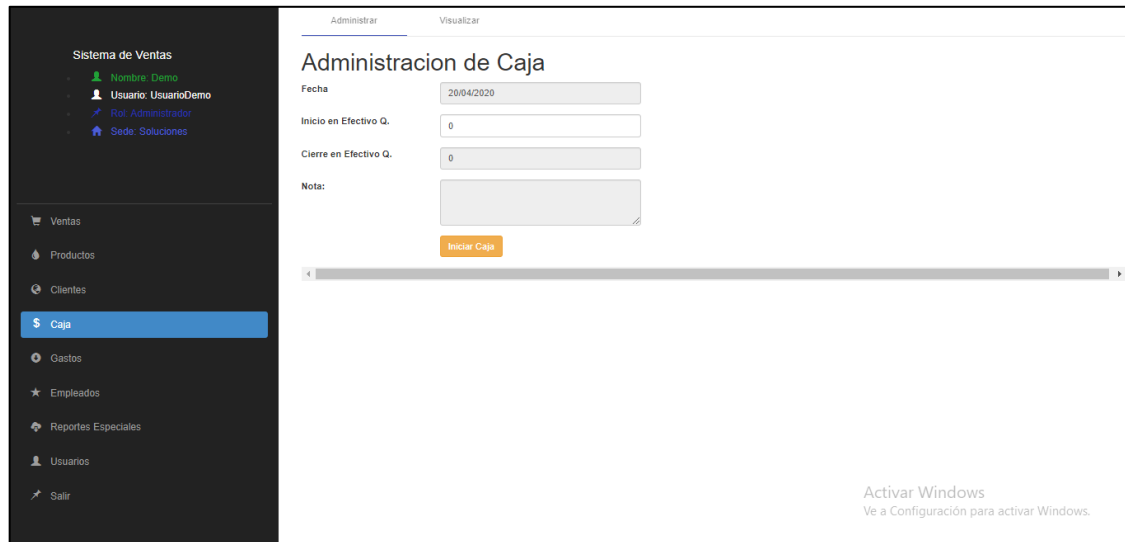 Sistema de Ventas
Nombre: Demo
Usuario: UsuarioDemo
Rol: Administrador
Sede: Soluciones
Ventas
Productos
Clientes
$ Caja
Gastos
Empleados
Reportes Especiales
Usuarios
Salir
Administrar Visualizar
Administracion de Caja
Fecha 20/04/2020
Inicio en Efectivo Q. 0
Cierre en Efectivo Q. 0
Nota:
Iniciar Caja
Activar Windows
Ve a Configuración para activar Windows.